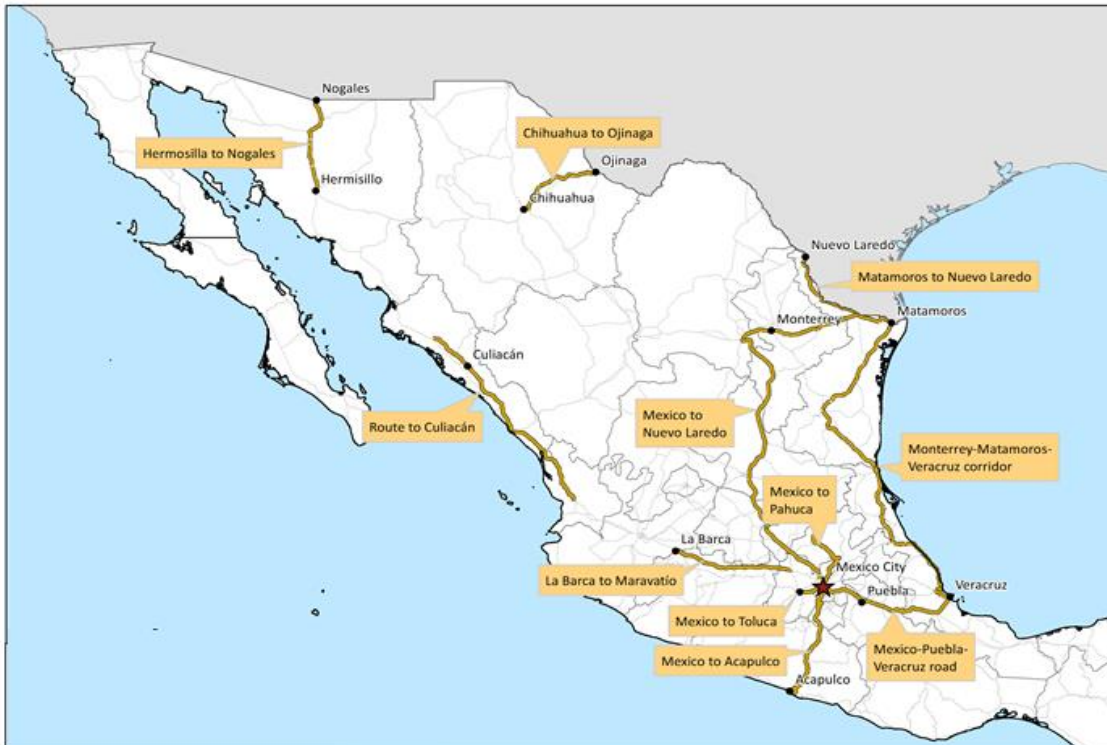 Nogales
Chihuahua to Ojinaga
Hermosilla to Nogales
Ojinaga
Hermisillo
Chihuahua
Nuevo Laredo
Matamoros to Nuevo Laredo
Monterrey
Matamoros
Culiacán
Route to Culiacán
Mexico to
Nuevo Laredo
Monterrey-Matamoros-
Veracruz corridor
Mexico to
Pahuca
La Barca
Mexico City
La Barca to Maravatío
Veracruz
Puebla
Mexico to Toluca
Mexico-Puebla-
Veracruz road
Mexico to Acapulco
Acapulco